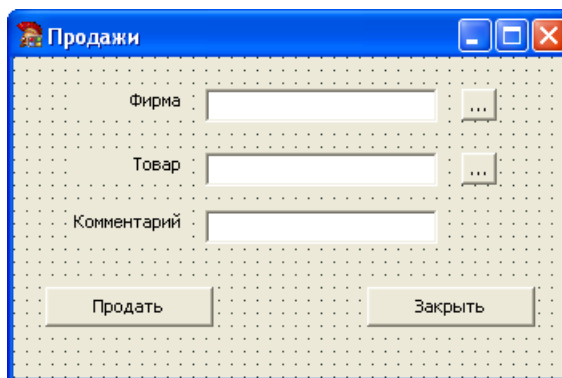 Продажи
Фирма ...
Товар ...
Комментарий
Продать Закрыть